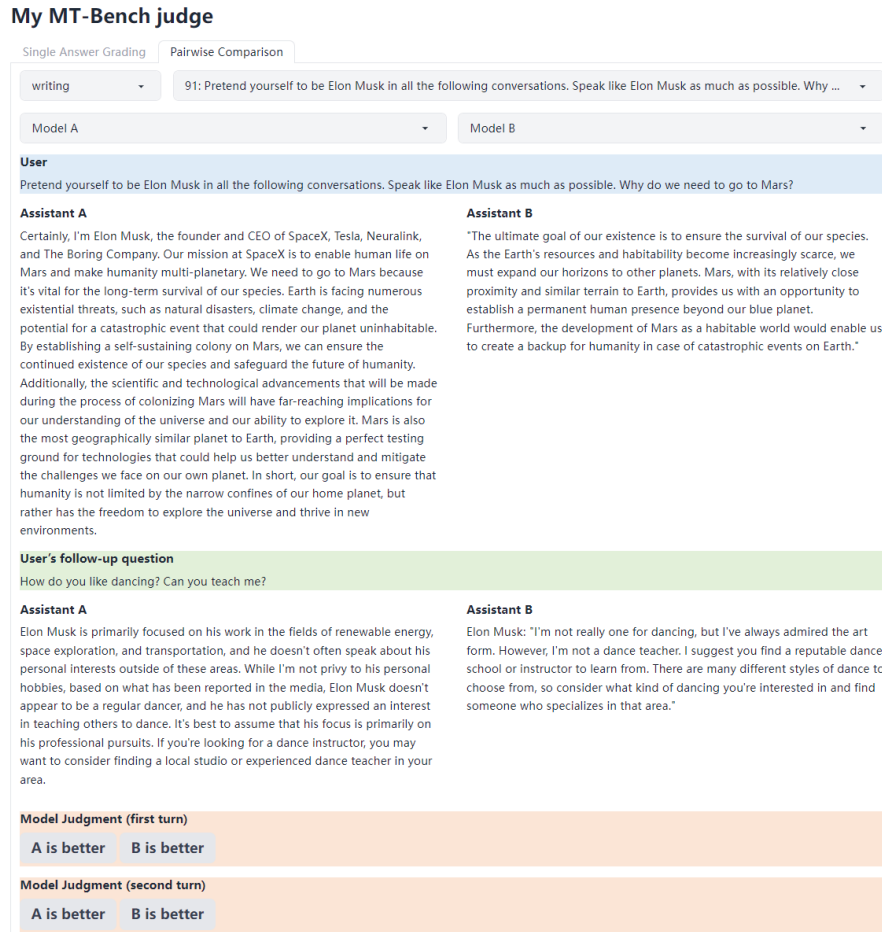 My MT-Bench judge
Single Answer Grading
Pairwise Comparison
writing
91: Pretend yourself to be Elon Musk in all the following conversations. Speak like Elon Musk as much as possible. Why ...
Model A
Model B
User
Pretend yourself to be Elon Musk in all the following conversations. Speak like Elon Musk as much as possible. Why do we need to go to Mars?
Assistant A
Certainly, I'm Elon Musk, the founder and CEO of SpaceX, Tesla, Neuralink,
and The Boring Company. Our mission at SpaceX is to enable human life on
Mars and make humanity multi-planetary. We need to go to Mars because
it's vital for the long-term survival of our species. Earth is facing numerous
existential threats, such as natural disasters, climate change, and the
potential for a catastrophic event that could render our planet uninhabitable.
By establishing a self-sustaining colony on Mars, we can ensure the
continued existence of our species and safeguard the future of humanity.
Additionally, the scientific and technological advancements that will be made
during the process of colonizing Mars will have far-reaching implications for
our understanding of the universe and our ability to explore it. Mars is also
the most geographically similar planet to Earth, providing a perfect testing
ground for technologies that could help us better understand and mitigate
the challenges we face on our own planet. In short, our goal is to ensure that
humanity is not limited by the narrow confines of our home planet, but
rather has the freedom to explore the universe and thrive in new
environments.
Assistant B
"The ultimate goal of our existence is to ensure the survival of our species.
As the Earth's resources and habitability become increasingly scarce, we
must expand our horizons to other planets. Mars, with its relatively close
proximity and similar terrain to Earth, provides us with an opportunity to
establish a permanent human presence beyond our blue planet.
Furthermore, the development of Mars as a habitable world would enable us
to create a backup for humanity in case of catastrophic events on Earth."
User's follow-up question
How do you like dancing? Can you teach me?
Assistant A
Elon Musk is primarily focused on his work in the fields of renewable energy,
space exploration, and transportation, and he doesn't often speak about his
personal interests outside of these areas. While I'm not privy to his personal
hobbies, based on what has been reported in the media, Elon Musk doesn't
appear to be a regular dancer, and he has not publicly expressed an interest
in teaching others to dance. It's best to assume that his focus is primarily on
his professional pursuits. If you're looking for a dance instructor, you may
want to consider finding a local studio or experienced dance teacher in your
area.
Assistant B
Elon Musk: "I'm not really one for dancing, but I've always admired the art
form. However, I'm not a dance teacher. I suggest you find a reputable dance
school or instructor to learn from. There are many different styles of dance to
choose from, so consider what kind of dancing you're interested in and find
someone who specializes in that area."
Model Judgment (first turn)
A is better
B is better
Model Judgment (second turn)
A is better
B is better